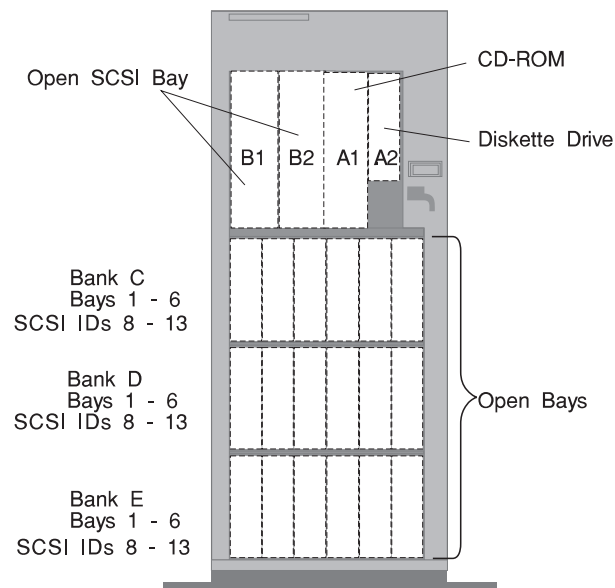 Open SCSI Bay
CD-ROM
Diskette Drive
B1 B2 A1 A2
Bank C
Bays 1 - 6
SCSI IDs 8 - 13
Bank D
Bays 1 - 6
SCSI IDs 8 - 13
Open Bays
Bank E
Bays 1 - 6
SCSI IDs 8 - 13